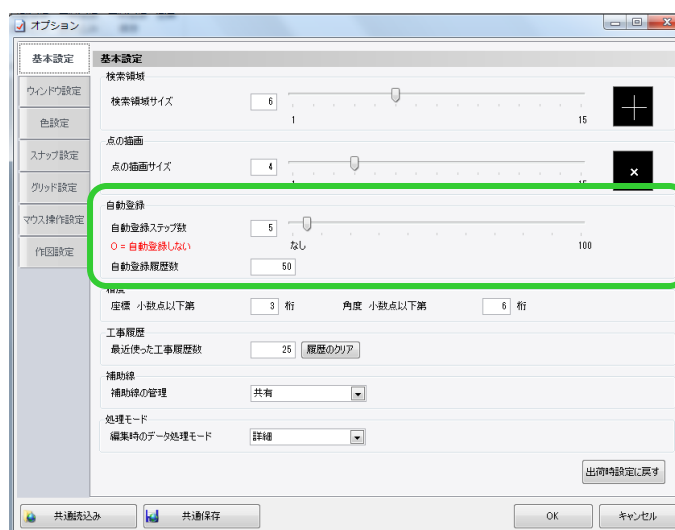 オプション
基本設定
ウィンドウ設定
色設定
スナップ設定
グリッド設定
マウス操作設定
作図設定
基本設定
検索領域
検索領域サイズ 6
1 15
点の描画
点の描画サイズ 4
自動登録
自動登録ステップ数 5
0 = 自動登録しない なし 100
自動登録履歴数 50
座標 小数点以下第 3 桁 角度 小数点以下第 6 桁
工事履歴
最近使った工事履歴数 25 履歴のクリア
補助線
補助線の管理 共有
処理モード
編集時のデータ処理モード 詳細
出荷時設定に戻す
共通読込み 共通保存 OK キャンセル